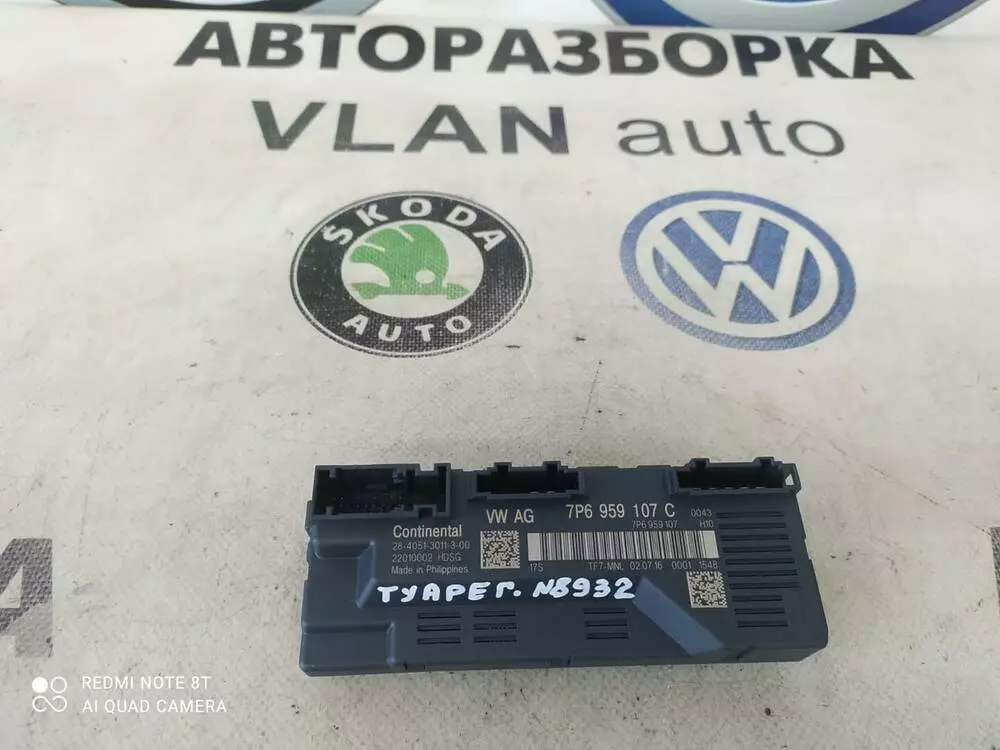 АВТОРАЗБОРКА
VLAN auto
ŠKODA
AUTO
VW AG 7P6 959 107 C 0043
7P6 959 107 H10
Continental
28-4051-3011-3-00
22010002 HDSG
Made in Philippines
17S TF7-MNL 02.07.16 0001 1548
ТУАРЕГ. N8932
REDMI NOTE 8T
AI QUAD CAMERA